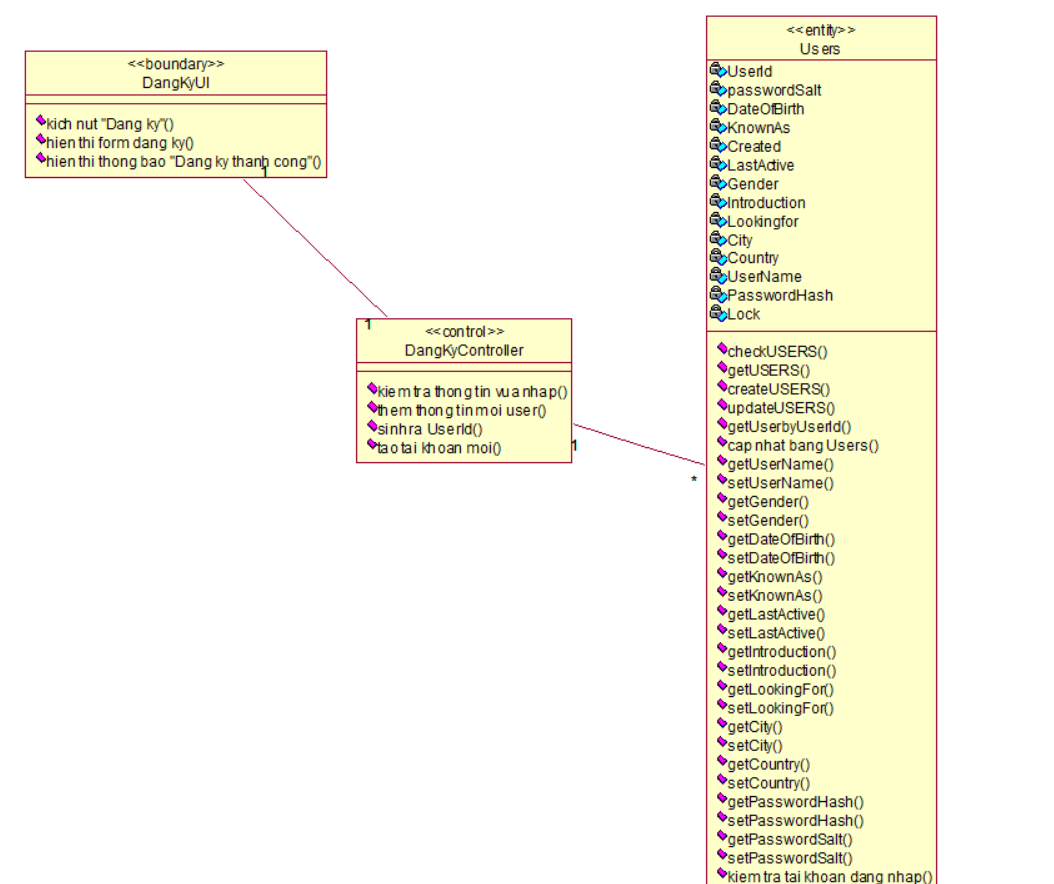 <<boundary>>
DangKyUI
kich nut "Dang ky"()
hien thi form dang ky()
hien thi thong bao "Dang ky thanh cong"()
1
1
<<control>>
DangKyController
kiem tra thong tin vua nhap()
them thong tin moi user()
sinh ra UserId()
tao tai khoan moi()
1
*
<<entity>>
Users
UserId
passwordSalt
DateOfBirth
KnownAs
Created
LastActive
Gender
Introduction
Lookingfor
City
Country
UserName
PasswordHash
Lock
checkUSERS()
getUSERS()
createUSERS()
updateUSERS()
getUserbyUserId()
cap nhat bang Users()
getUserName()
setUserName()
getGender()
setGender()
getDateOfBirth()
setDateOfBirth()
getKnownAs()
setKnownAs()
getLastActive()
setLastActive()
getIntroduction()
setIntroduction()
getLookingFor()
setLookingFor()
getCity()
setCity()
getCountry()
setCountry()
getPasswordHash()
setPasswordHash()
getPasswordSalt()
setPasswordSalt()
kiem tra tai khoan dang nhap()